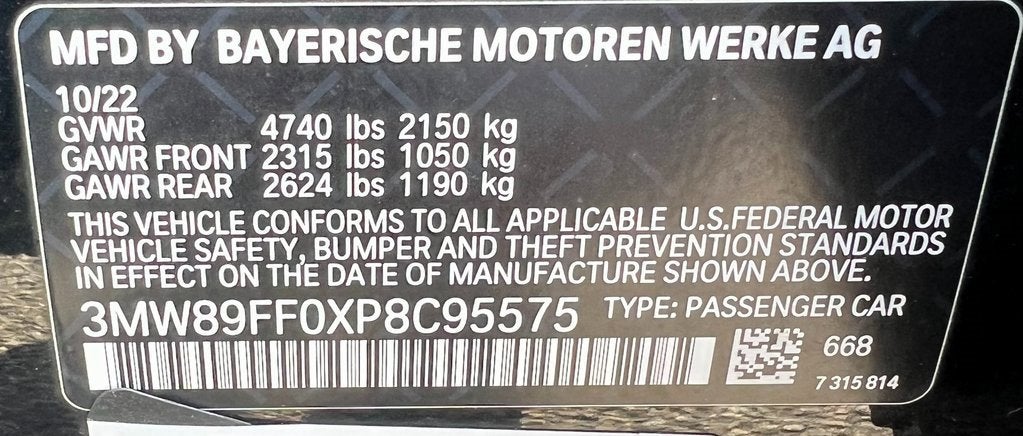 MFD BY BAYERISCHE MOTOREN WERKE AG
10/22
GVWR 4740 lbs 2150 kg
GAWR FRONT 2315 lbs 1050 kg
GAWR REAR 2624 lbs 1190 kg
THIS VEHICLE CONFORMS TO ALL APPLICABLE U.S.FEDERAL MOTOR
VEHICLE SAFETY, BUMPER AND THEFT PREVENTION STANDARDS
IN EFFECT ON THE DATE OF MANUFACTURE SHOWN ABOVE.
3MW89FF0XP8C95575 TYPE: PASSENGER CAR
668
7 315 814